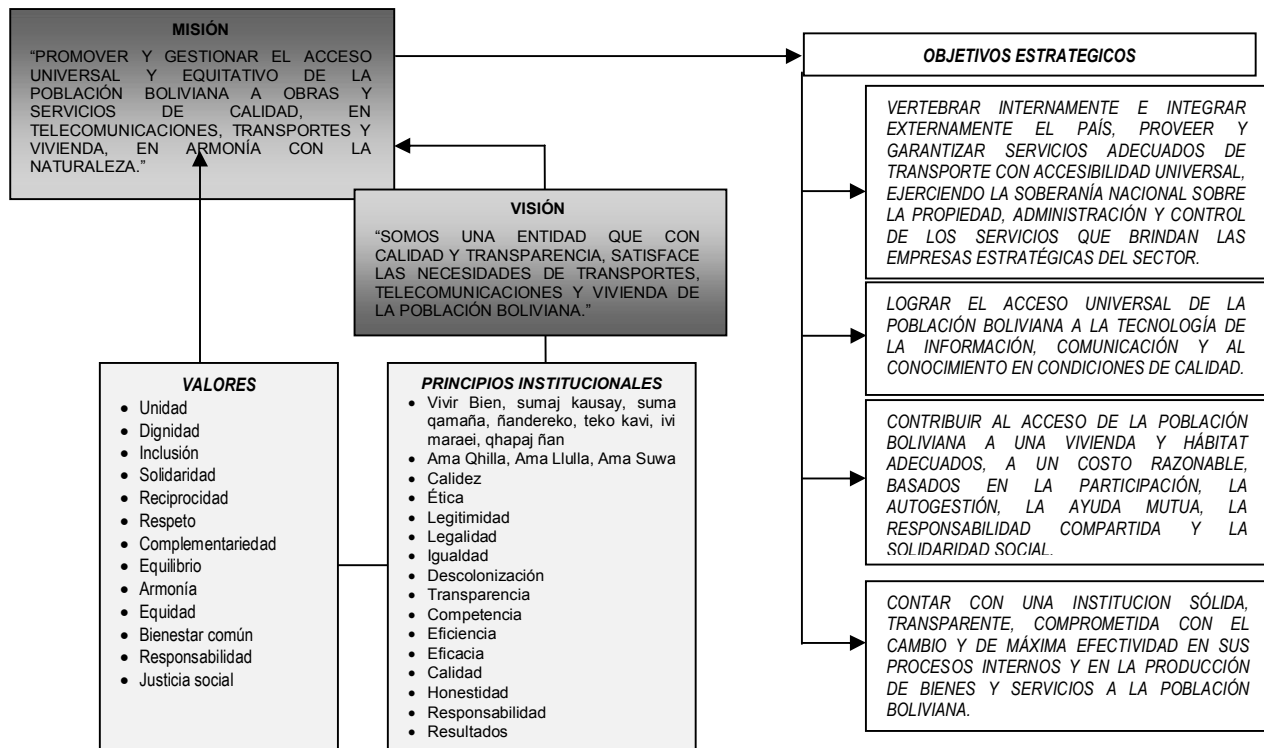 MISIÓN
“PROMOVER Y GESTIONAR EL ACCESO
UNIVERSAL Y EQUITATIVO DE LA
POBLACIÓN BOLIVIANA A OBRAS Y
SERVICIOS DE CALIDAD, EN
TELECOMUNICACIONES, TRANSPORTES Y
VIVIENDA, EN ARMONÍA CON LA
NATURALEZA.”
VISIÓN
“SOMOS UNA ENTIDAD QUE CON
CALIDAD Y TRANSPARENCIA, SATISFACE
LAS NECESIDADES DE TRANSPORTES,
TELECOMUNICACIONES Y VIVIENDA DE
LA POBLACIÓN BOLIVIANA.”
VALORES
• Unidad
• Dignidad
• Inclusión
• Solidaridad
• Reciprocidad
• Respeto
• Complementariedad
• Equilibrio
• Armonía
• Equidad
• Bienestar común
• Responsabilidad
• Justicia social
PRINCIPIOS INSTITUCIONALES
• Vivir Bien, sumaj kausay, suma
qamaña, ñandereko, teko kavi, ivi
maraei, qhapaj ñan
• Ama Qhilla, Ama Llulla, Ama Suwa
• Calidez
• Ética
• Legitimidad
• Legalidad
• Igualdad
• Descolonización
• Transparencia
• Competencia
• Eficiencia
• Eficacia
• Calidad
• Honestidad
• Responsabilidad
• Resultados
OBJETIVOS ESTRATEGICOS
VERTEBRAR INTERNAMENTE E INTEGRAR
EXTERNAMENTE EL PAÍS, PROVEER Y
GARANTIZAR SERVICIOS ADECUADOS DE
TRANSPORTE CON ACCESIBILIDAD UNIVERSAL,
EJERCIENDO LA SOBERANÍA NACIONAL SOBRE
LA PROPIEDAD, ADMINISTRACIÓN Y CONTROL
DE LOS SERVICIOS QUE BRINDAN LAS
EMPRESAS ESTRATÉGICAS DEL SECTOR.
LOGRAR EL ACCESO UNIVERSAL DE LA
POBLACIÓN BOLIVIANA A LA TECNOLOGÍA DE
LA INFORMACIÓN, COMUNICACIÓN Y AL
CONOCIMIENTO EN CONDICIONES DE CALIDAD.
CONTRIBUIR AL ACCESO DE LA POBLACIÓN
BOLIVIANA A UNA VIVIENDA Y HÁBITAT
ADECUADOS, A UN COSTO RAZONABLE,
BASADOS EN LA PARTICIPACIÓN, LA
AUTOGESTIÓN, LA AYUDA MUTUA, LA
RESPONSABILIDAD COMPARTIDA Y LA
SOLIDARIDAD SOCIAL.
CONTAR CON UNA INSTITUCION SÓLIDA,
TRANSPARENTE, COMPROMETIDA CON EL
CAMBIO Y DE MÁXIMA EFECTIVIDAD EN SUS
PROCESOS INTERNOS Y EN LA PRODUCCIÓN
DE BIENES Y SERVICIOS A LA POBLACIÓN
BOLIVIANA.